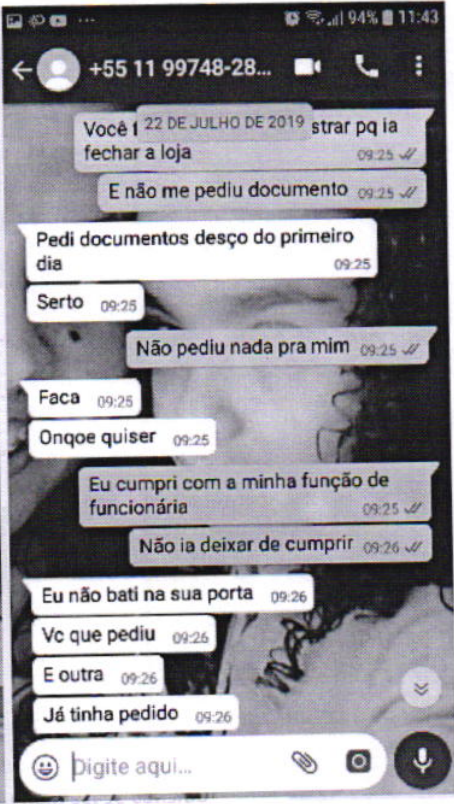 94% 11:43
+55 11 99748-28...
22 DE JULHO DE 2019
Você strar pq ia
fechar a loja
09:25
E não me pediu documento 09:25
Pedi documentos desço do primeiro
dia
09:25
Serto 09:25
Não pediu nada pra mim 09:25
Faca 09:25
Onqoe quiser 09:25
Eu cumpri com a minha função de
funcionária
09:25
Não ia deixar de cumprir 09:26
Eu não bati na sua porta 09:26
Vc que pediu 09:26
E outra 09:26
Já tinha pedido 09:26
Digite aqui...